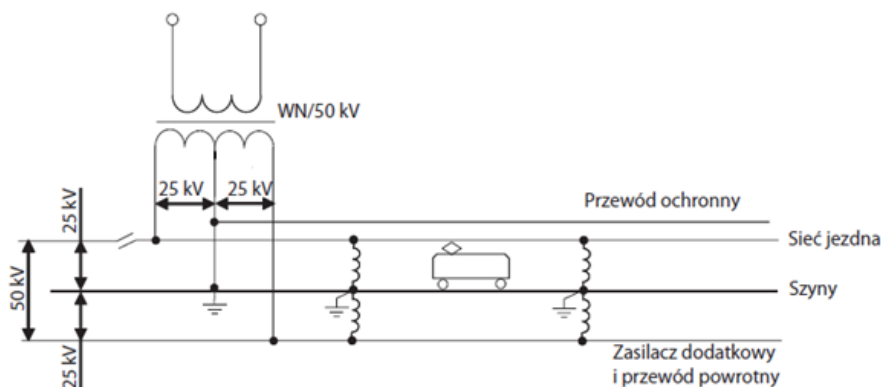 WN/50 kV
25 kV
25 kV
Przewód ochronny
25 kV
Sieć jezdna
50 kV
Szyny
25 kV
Zasilacz dodatkowy
i przewód powrotny